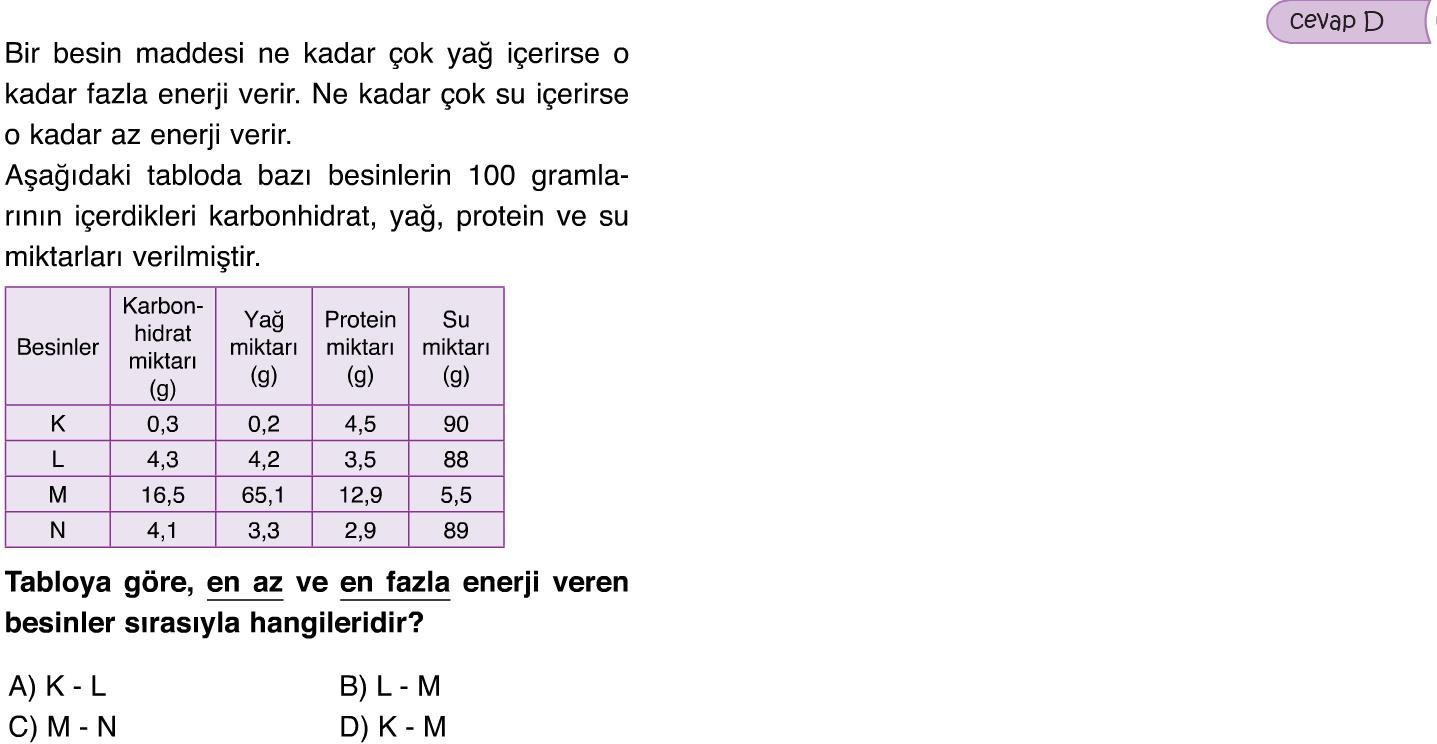 cevap D
Bir besin maddesi ne kadar çok yağ içerirse o
kadar fazla enerji verir. Ne kadar çok su içerirse
o kadar az enerji verir.
Aşağıdaki tabloda bazı besinlerin 100 gramla-
rının içerdikleri karbonhidrat, yağ, protein ve su
miktarları verilmiştir.
Besinler Karbon-hidrat miktarı (g) Yağ miktarı (g) Protein miktarı (g) Su miktarı (g)
K 0,3 0,2 4,5 90
L 4,3 4,2 3,5 88
M 16,5 65,1 12,9 5,5
N 4,1 3,3 2,9 89
Tabloya göre, en az ve en fazla enerji veren
besinler sırasıyla hangileridir?
A) K - L B) L - M
C) M - N D) K - M